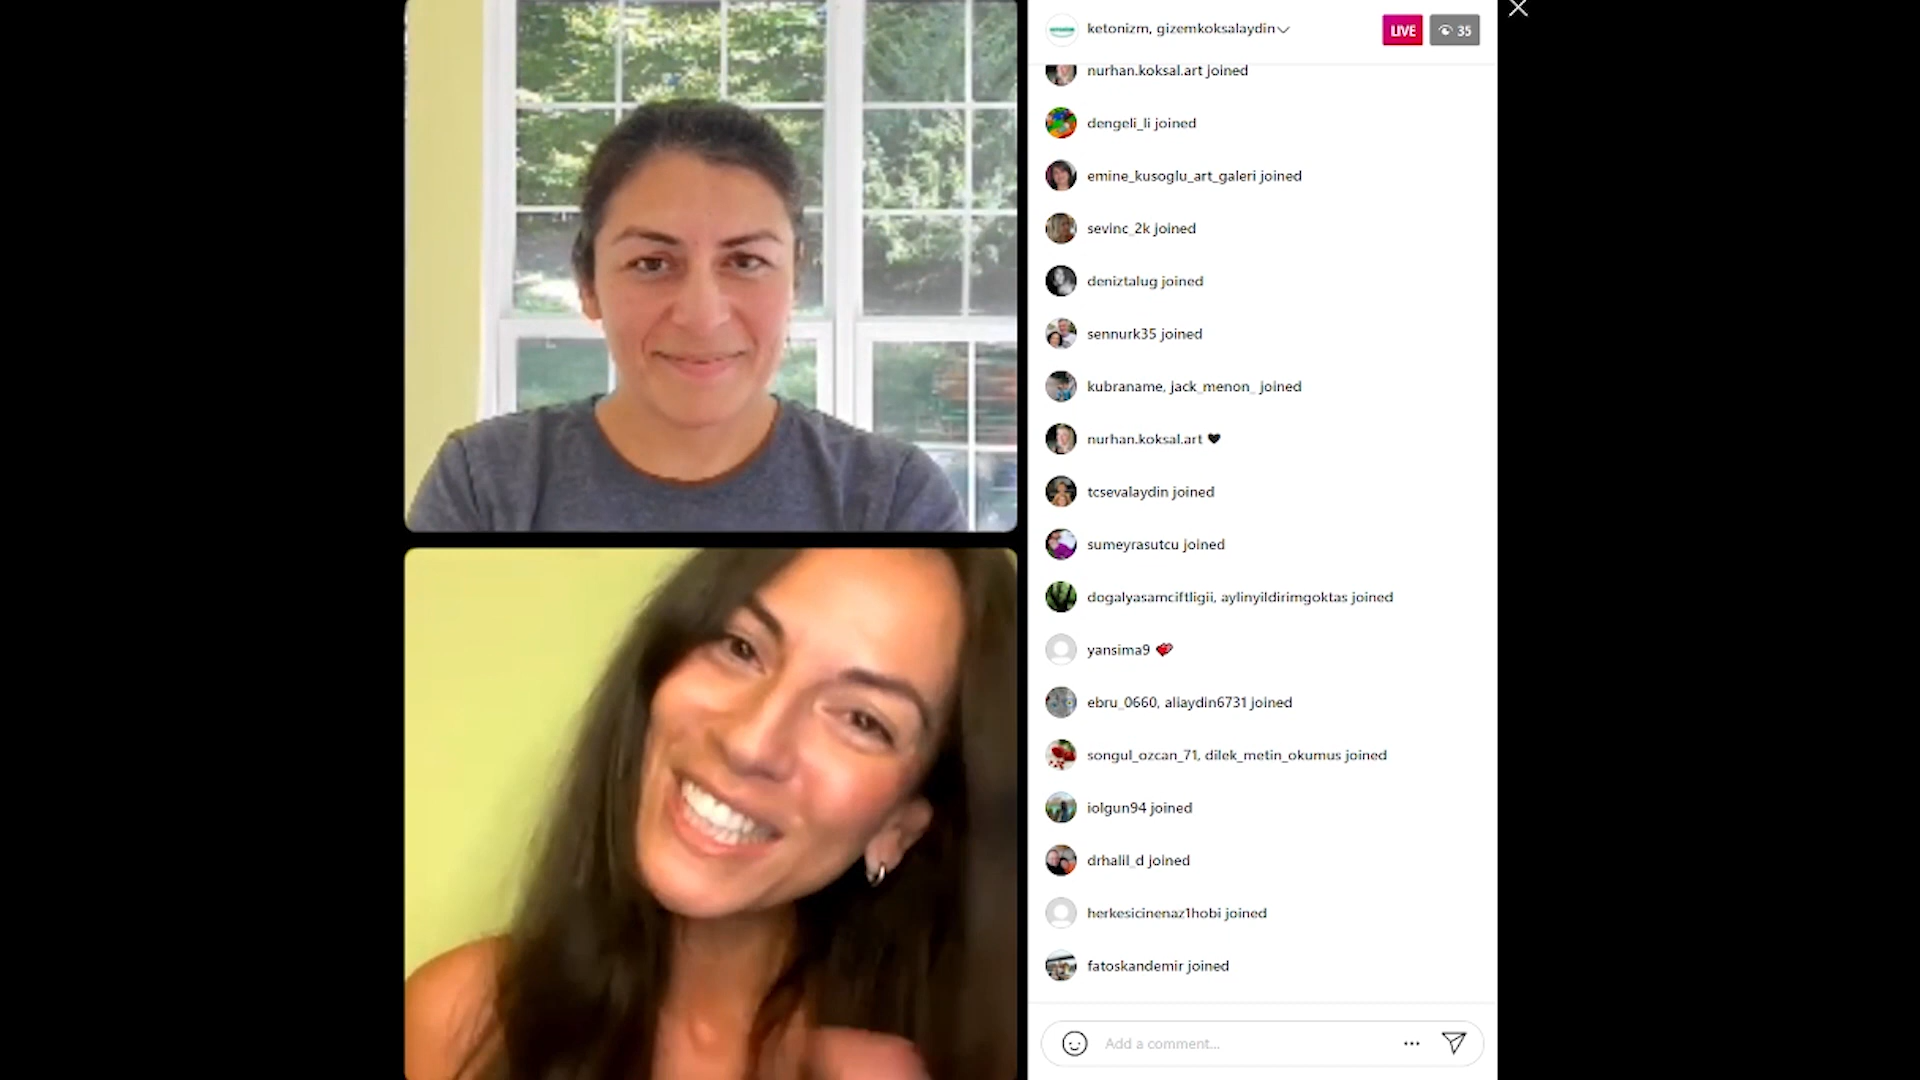 ketonizm, gizemkoksalaydin
LIVE
35
nurhan.koksal.art joined
dengeli_li joined
emine_kusoglu_art_galeri joined
sevinc_2k joined
deniztalug joined
sennurk35 joined
kubraname, jack_menon_ joined
nurhan.koksal.art 🖤
tcsevalaydin joined
sumeyrasutcu joined
dogalyasamciftligii, aylinyildirimgoktas joined
yansima9 💕
ebru_0660, aliaydin6731 joined
songul_ozcan_71, dilek_metin_okumus joined
iolgun94 joined
drhalil_d joined
herkesicinenaz1hobi joined
fatoskandemir joined
Add a comment...